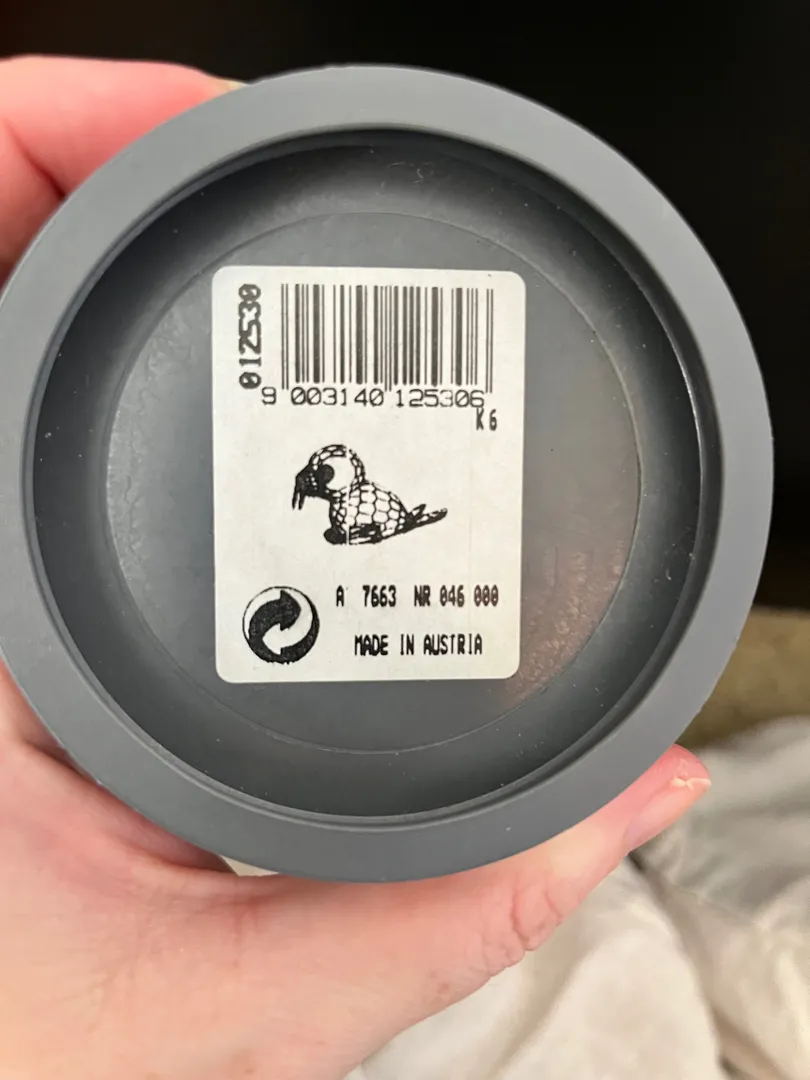 012530
9 003140 125306
K6
A 7663 NR 046 000
MADE IN AUSTRIA